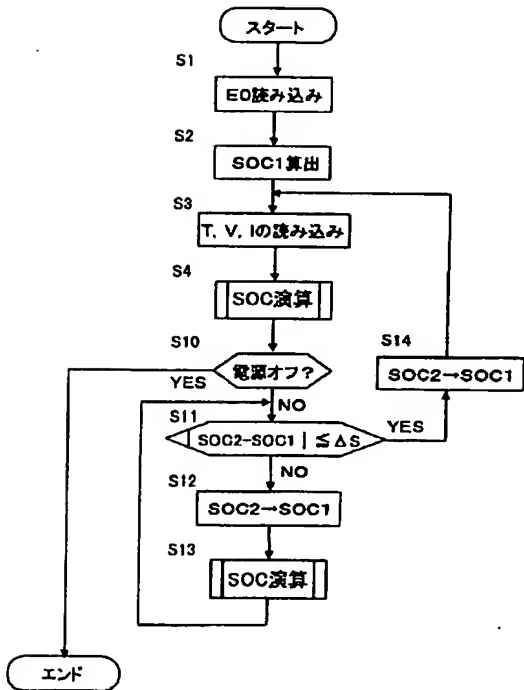 スタート
S1
E0読み込み
S2
SOC1算出
S3
T, V, Iの読み込み
S4
SOC演算
S10
電源オフ?
YES
NO
S14
SOC2→SOC1
S11
|SOC2-SOC1|≦ΔS
YES
NO
S12
SOC2→SOC1
S13
SOC演算
エンド